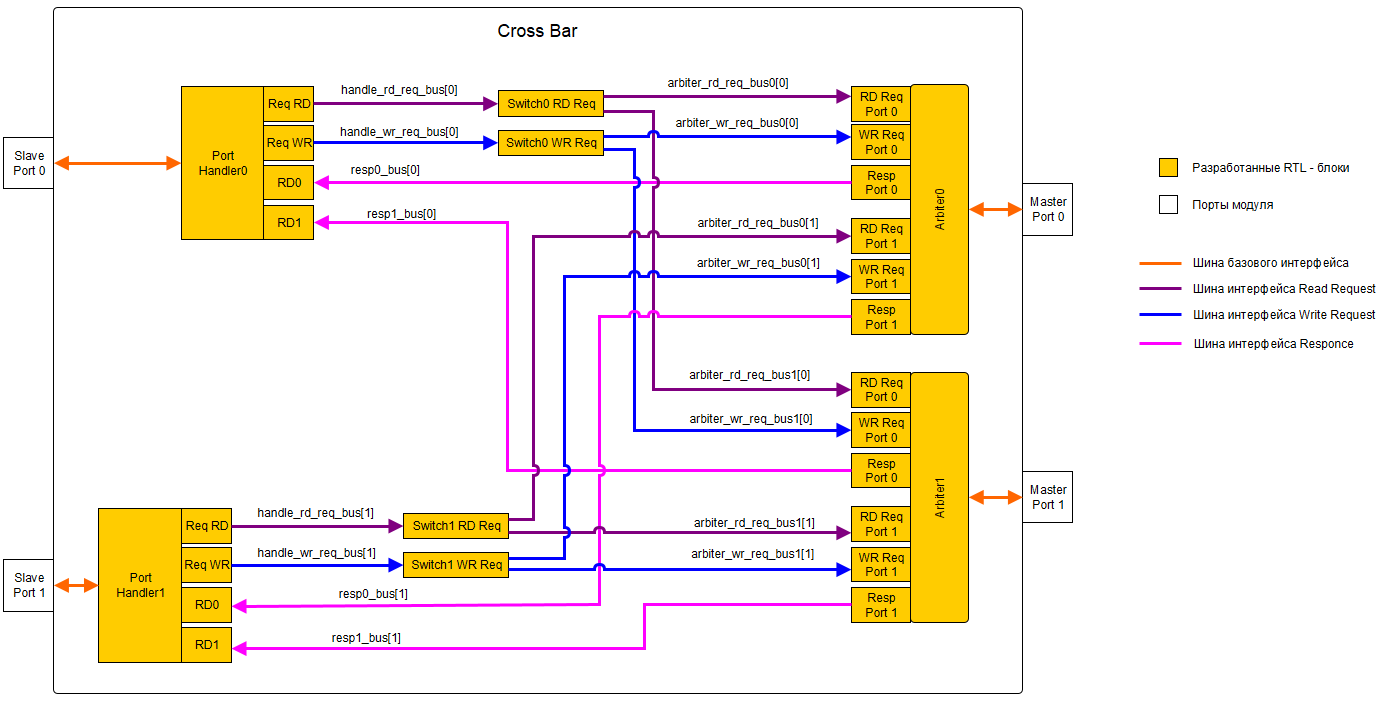 Cross Bar
Slave
Port 0
Port
Handler0
Req RD
Req WR
RD0
RD1
handle_rd_req_bus[0]
handle_wr_req_bus[0]
resp0_bus[0]
resp1_bus[0]
Switch0 RD Req
Switch0 WR Req
arbiter_rd_req_bus0[0]
arbiter_wr_req_bus0[0]
arbiter_rd_req_bus0[1]
arbiter_wr_req_bus0[1]
RD Req
Port 0
WR Req
Port 0
Resp
Port 0
RD Req
Port 1
WR Req
Port 1
Resp
Port 1
Arbiter0
Master
Port 0
arbiter_rd_req_bus1[0]
arbiter_wr_req_bus1[0]
RD Req
Port 0
WR Req
Port 0
Resp
Port 0
RD Req
Port 1
WR Req
Port 1
Resp
Port 1
Arbiter1
Master
Port 1
Slave
Port 1
Port
Handler1
Req RD
Req WR
RD0
RD1
handle_rd_req_bus[1]
handle_wr_req_bus[1]
resp0_bus[1]
resp1_bus[1]
Switch1 RD Req
Switch1 WR Req
arbiter_rd_req_bus1[1]
arbiter_wr_req_bus1[1]
Разработанные RTL - блоки
Порты модуля
Шина базового интерфейса
Шина интерфейса Read Request
Шина интерфейса Write Request
Шина интерфейса Responce